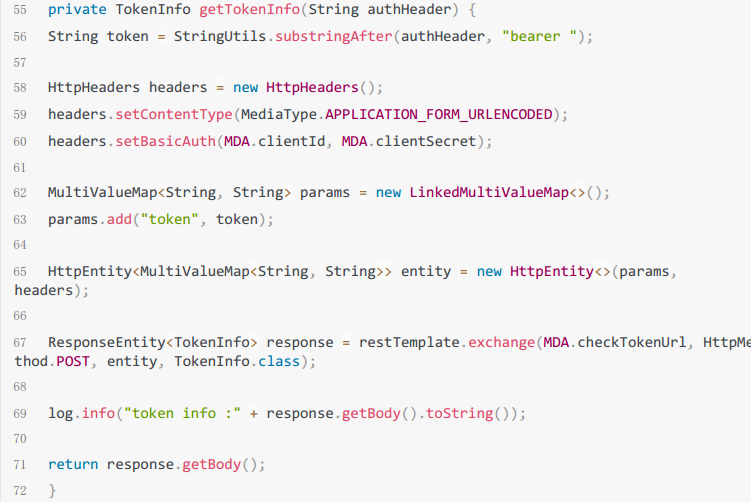 55 private TokenInfo getTokenInfo(String authHeader) {
56 String token = StringUtils.substringAfter(authHeader, "bearer ");
57
58 HttpHeaders headers = new HttpHeaders();
59 headers.setContentType(MediaType.APPLICATION_FORM_URLENCODED);
60 headers.setBasicAuth(MDA.clientId, MDA.clientSecret);
61
62 MultiValueMap<String, String> params = new LinkedMultiValueMap<>();
63 params.add("token", token);
64
65 HttpEntity<MultiValueMap<String, String>> entity = new HttpEntity<>(params,
headers);
66
67 ResponseEntity<TokenInfo> response = restTemplate.exchange(MDA.checkTokenUrl, HttpMe
thod.POST, entity, TokenInfo.class);
68
69 log.info("token info :" + response.getBody().toString());
70
71 return response.getBody();
72 }